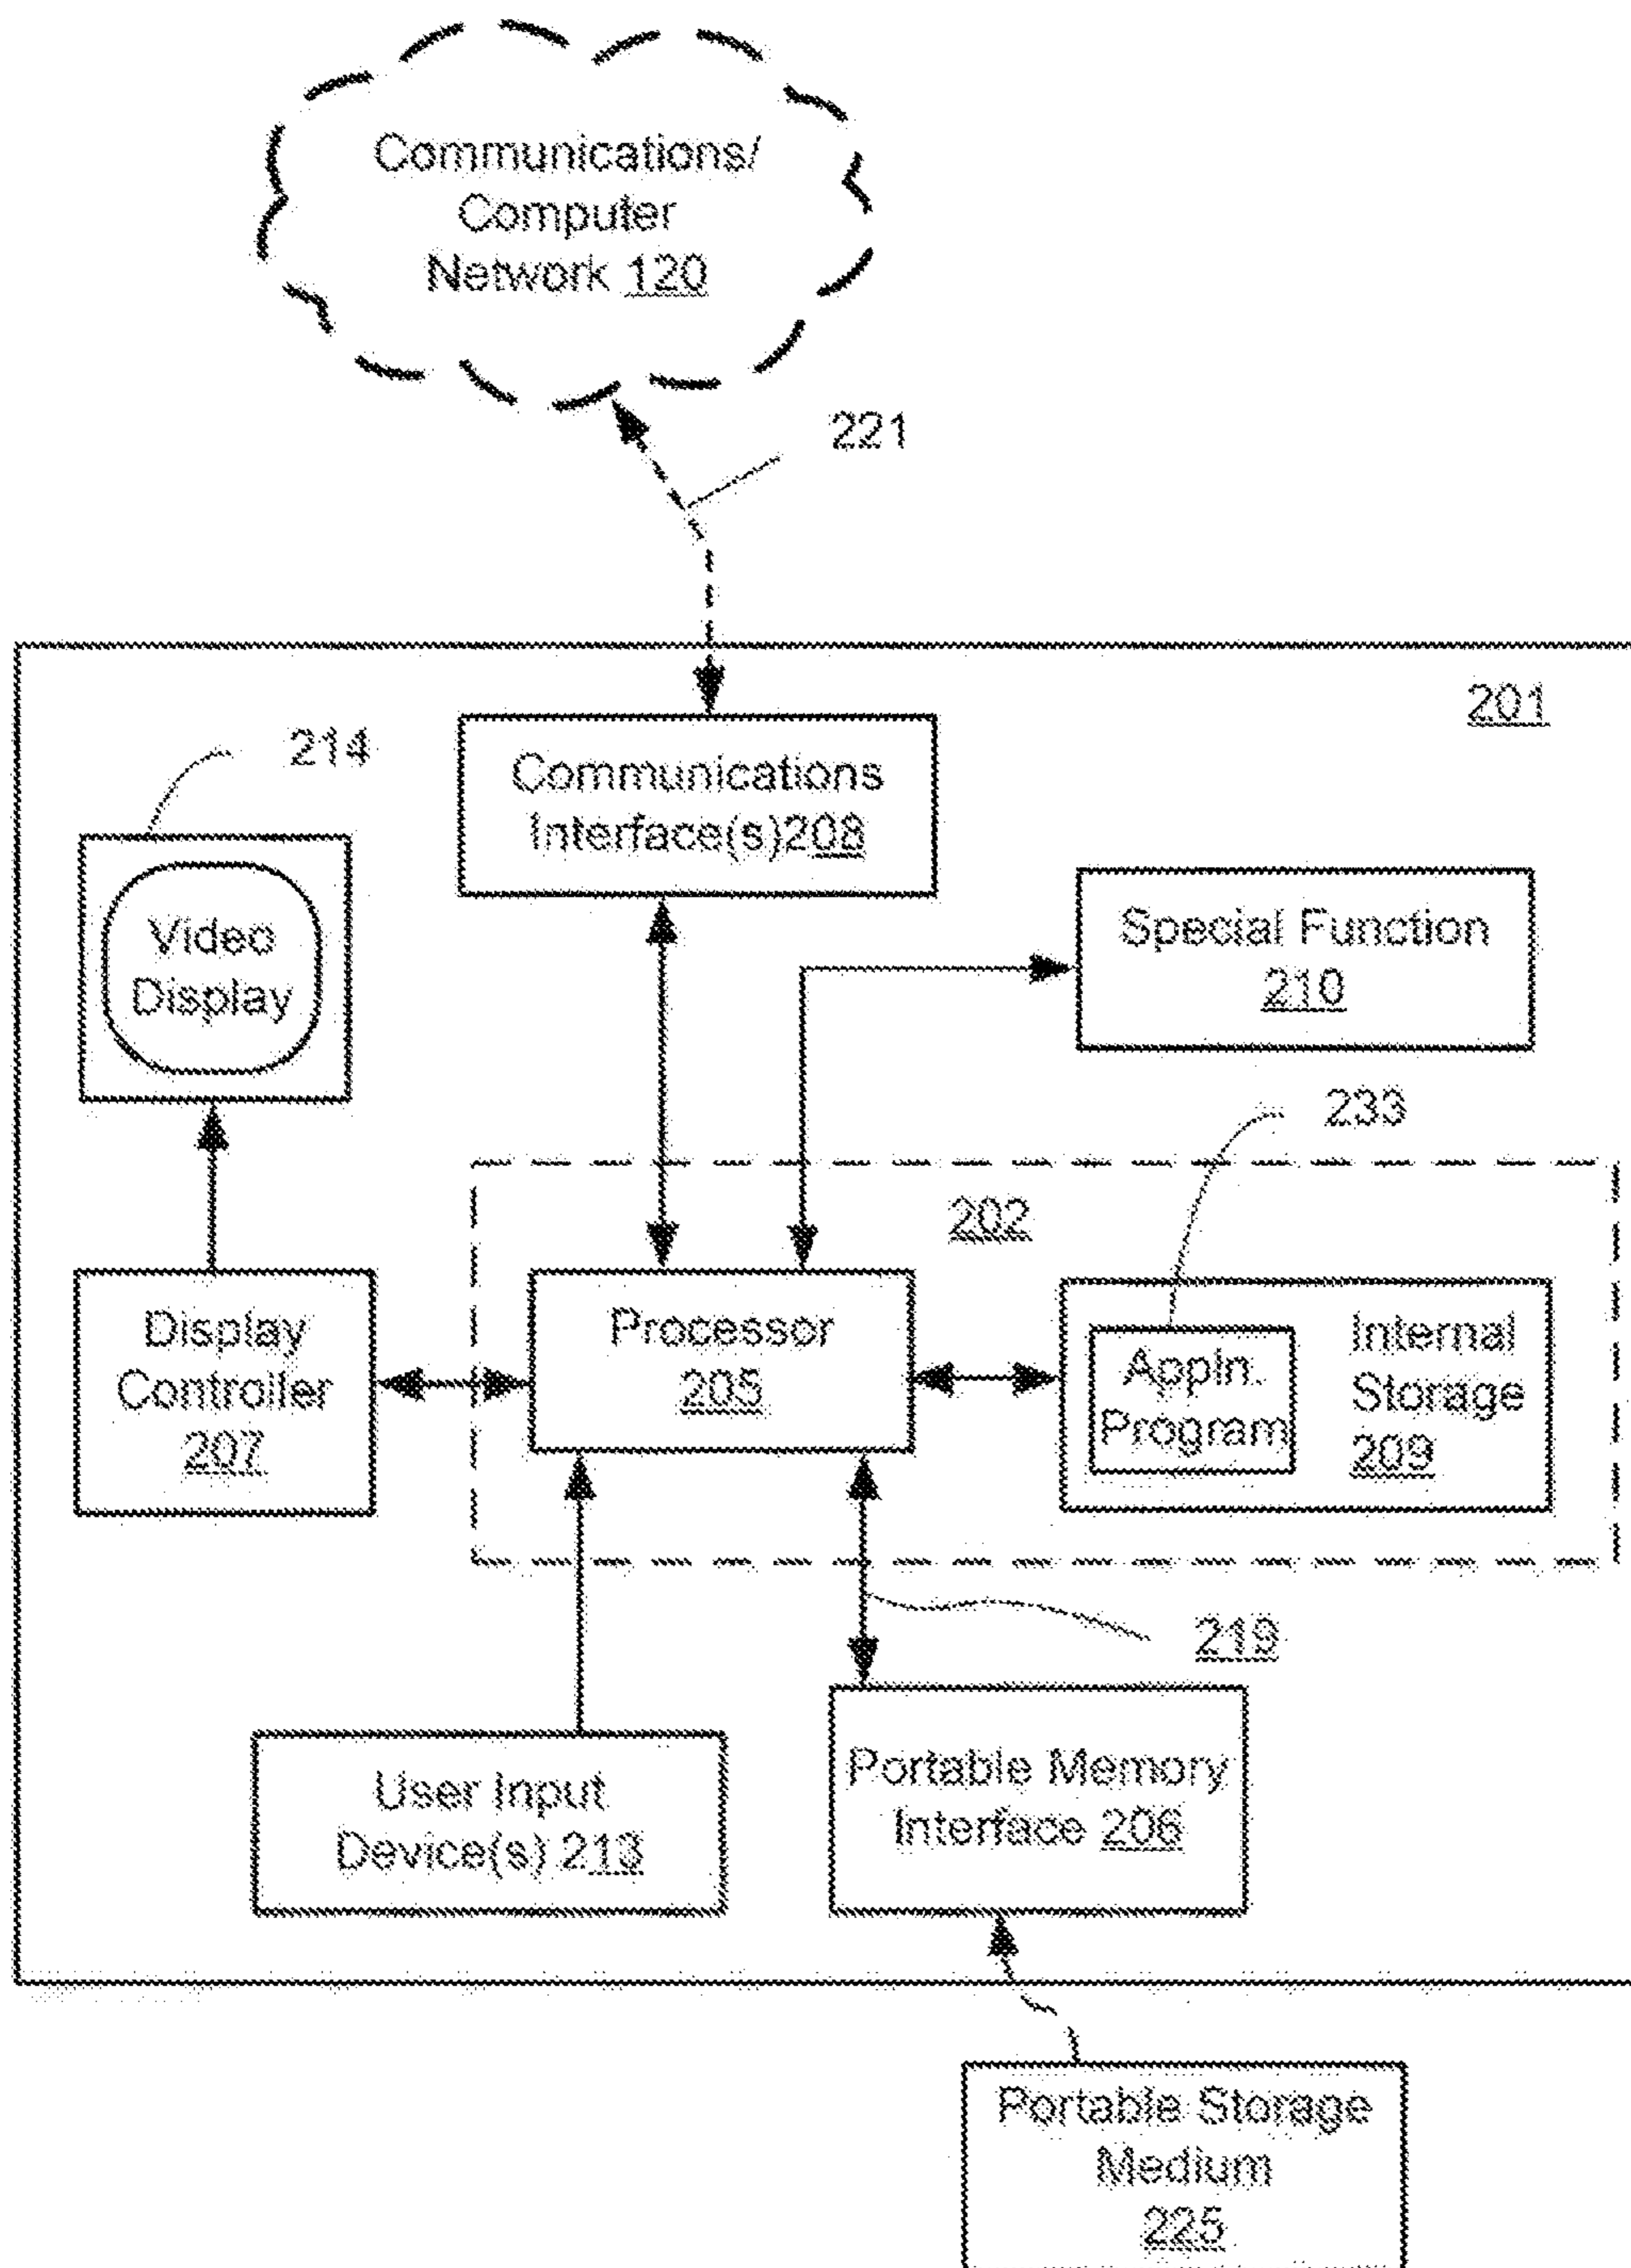 Communications/
Computer
Network 120
221
201
214
Communications
Interface(s)208
Video
Display
Special Function
210
233
202
Display
Controller
207
Processor
205
Appln.
Program
Internal
Storage
209
219
User Input
Device(s) 213
Portable Memory
Interface 206
Portable Storage
Medium
225